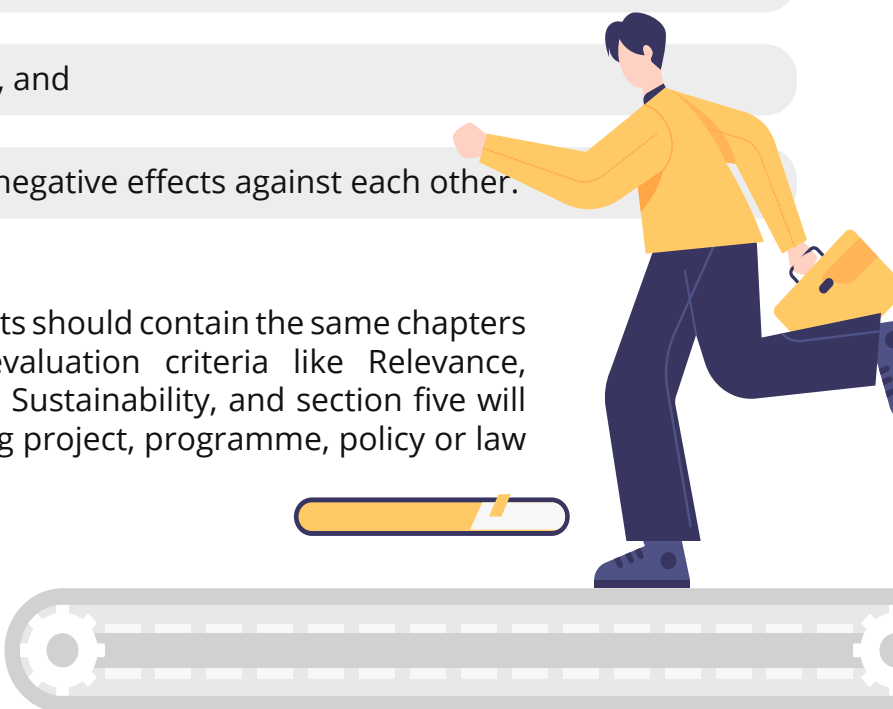 , and
negative effects against each other.
ts should contain the same chapters
evaluation criteria like Relevance,
Sustainability, and section five will
g project, programme, policy or law